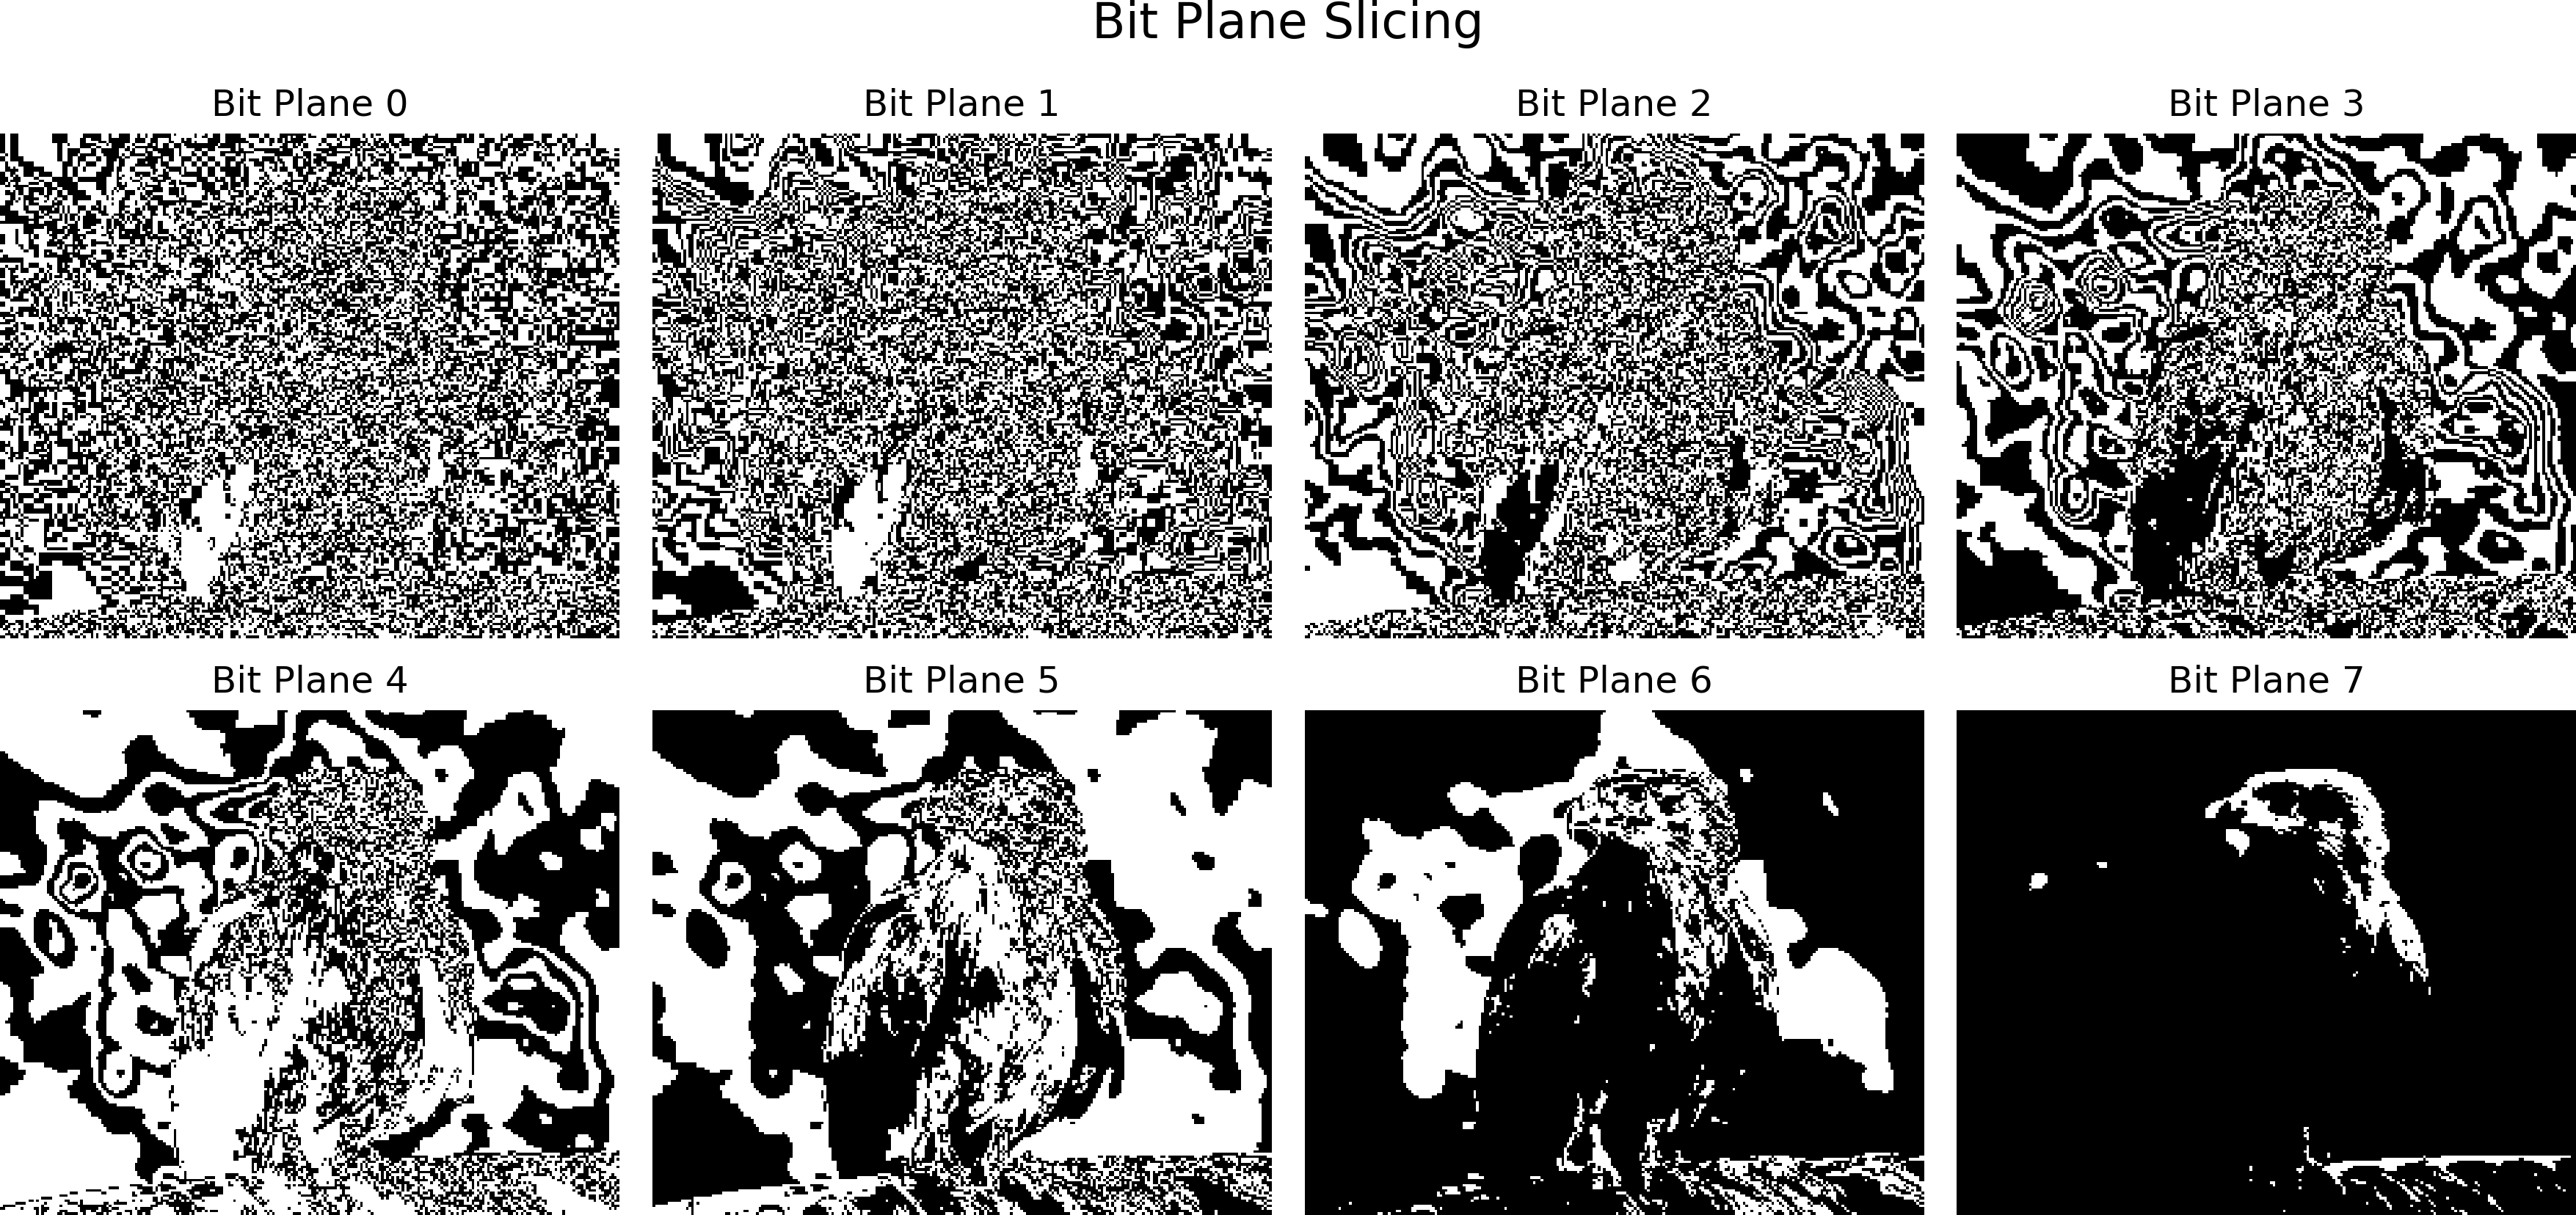 Bit Plane Slicing
Bit Plane 0
Bit Plane 1
Bit Plane 2
Bit Plane 3
Bit Plane 4
Bit Plane 5
Bit Plane 6
Bit Plane 7